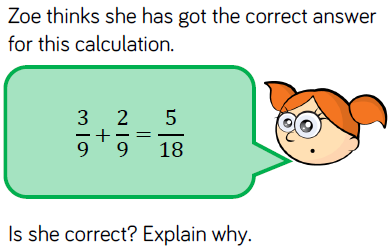 Zoe thinks she has got the correct answer
for this calculation.
3/9 + 2/9 = 5/18
Is she correct? Explain why.